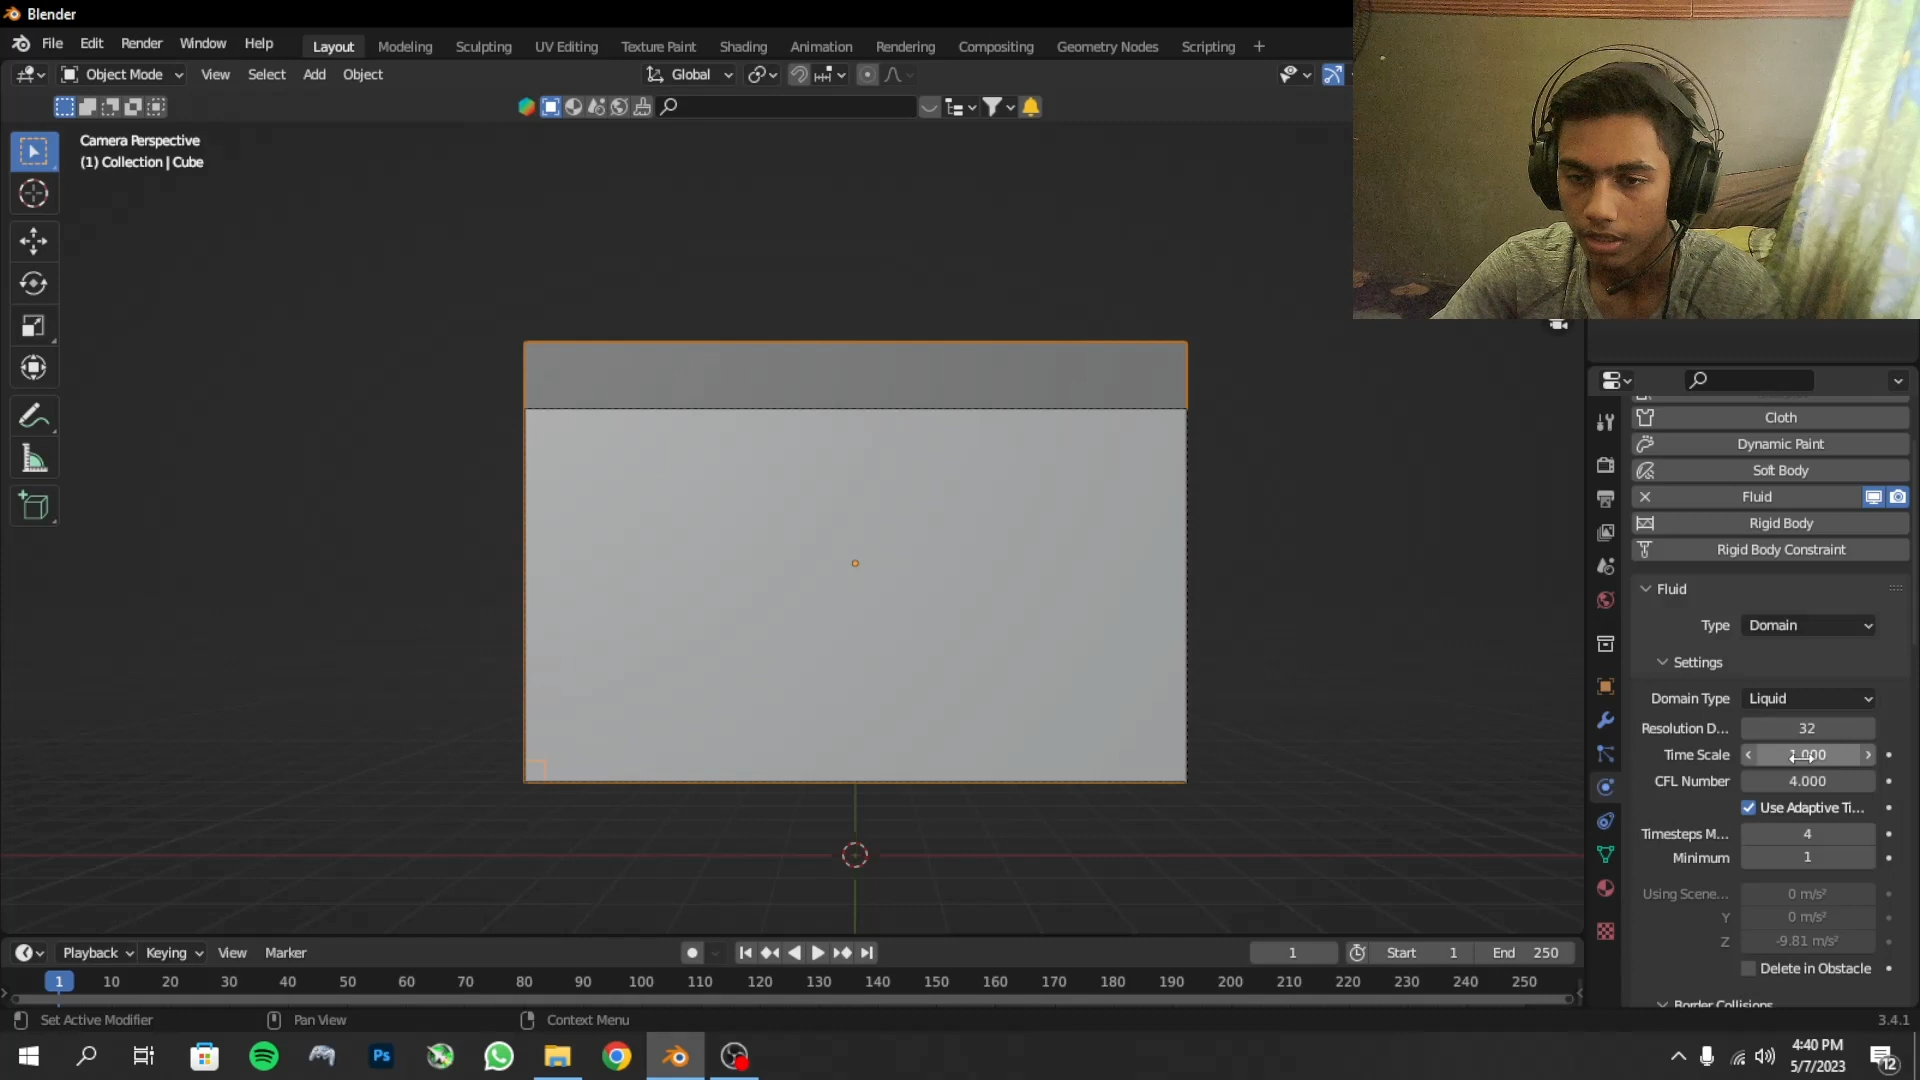 Blender
File Edit Render Window Help Layout Modeling Sculpting UV Editing Texture Paint Shading Animation Rendering Compositing Geometry Nodes Scripting +
Object Mode View Select Add Object Global
Camera Perspective
(1) Collection | Cube
Cloth
Dynamic Paint
Soft Body
Fluid
Rigid Body
Rigid Body Constraint
Fluid
Type Domain
Settings
Domain Type Liquid
Resolution D... 32
Time Scale 1.000
CFL Number 4.000
Use Adaptive Ti...
Timesteps M... 4
Minimum 1
Using Scene... 0 m/s²
Y 0 m/s²
Z -9.81 m/s²
Delete in Obstacle
Border Collisions
Playback Keying View Marker 1 Start 1 End 250
1 10 20 30 40 50 60 70 80 90 100 110 120 130 140 150 160 170 180 190 200 210 220 230 240 250
Set Active Modifier Pan View Context Menu 3.4.1
Ps
4:40 PM
5/7/2023
12